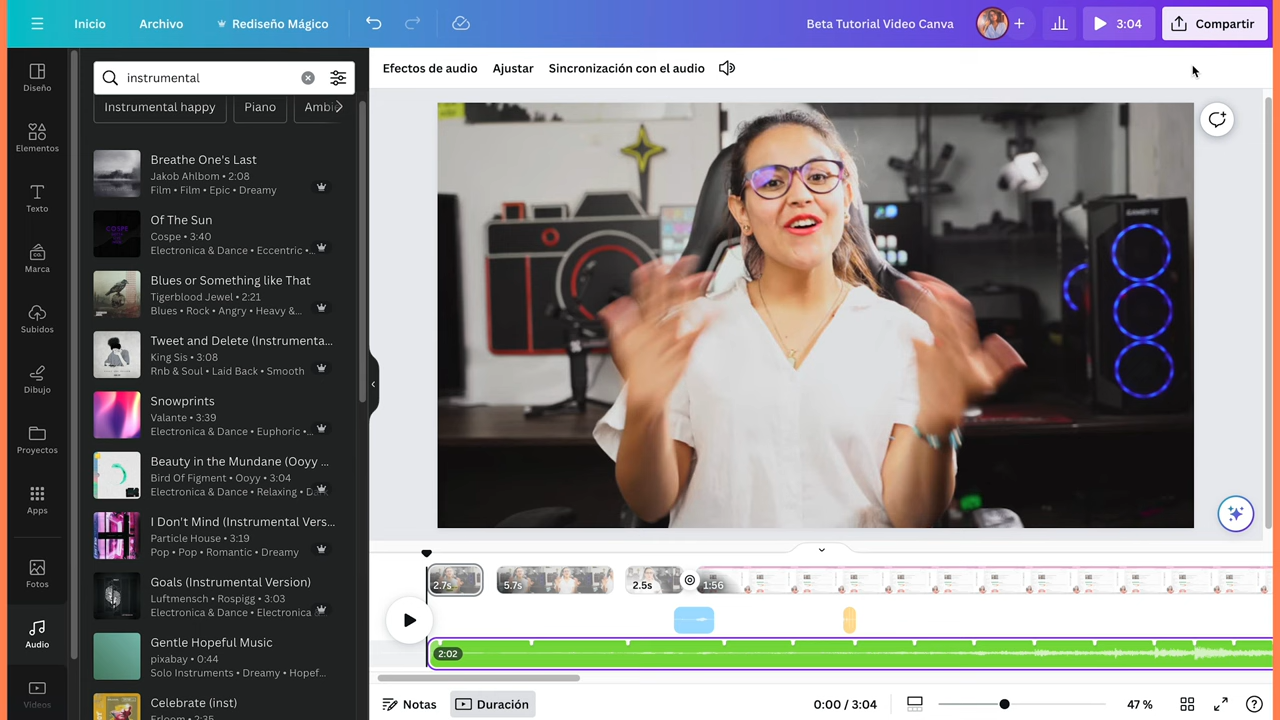 Inicio
Archivo
Rediseño Mágico
Beta Tutorial Video Canva
3:04
Compartir
Diseño
Elementos
Texto
Marca
Subidos
Dibujo
Proyectos
Apps
Fotos
Audio
Videos
instrumental
Instrumental happy
Piano
Ambi
Breathe One's Last
Jakob Ahlbom • 2:08
Film • Film • Epic • Dreamy
Of The Sun
Cospe • 3:40
Electronica & Dance • Eccentric •...
Blues or Something like That
Tigerblood Jewel • 2:21
Blues • Rock • Angry • Heavy &...
Tweet and Delete (Instrumenta...
King Sis • 3:08
Rnb & Soul • Laid Back • Smooth
Snowprints
Valante • 3:39
Electronica & Dance • Euphoric •...
Beauty in the Mundane (Ooyy ...
Bird Of Figment • Ooyy • 3:04
Electronica & Dance • Relaxing • Da
I Don't Mind (Instrumental Vers...
Particle House • 3:19
Pop • Pop • Romantic • Dreamy
Goals (Instrumental Version)
Luftmensch • Rospigg • 3:03
Electronica & Dance • Electronica
Gentle Hopeful Music
pixabay • 0:44
Solo Instruments • Dreamy • Hopef...
Celebrate (inst)
Efleem • 2:35
Efectos de audio
Ajustar
Sincronización con el audio
COSPE
GIGABYTE
2.7s
5.7s
2.5s
1:56
2:02
Notas
Duración
0:00 / 3:04
47 %